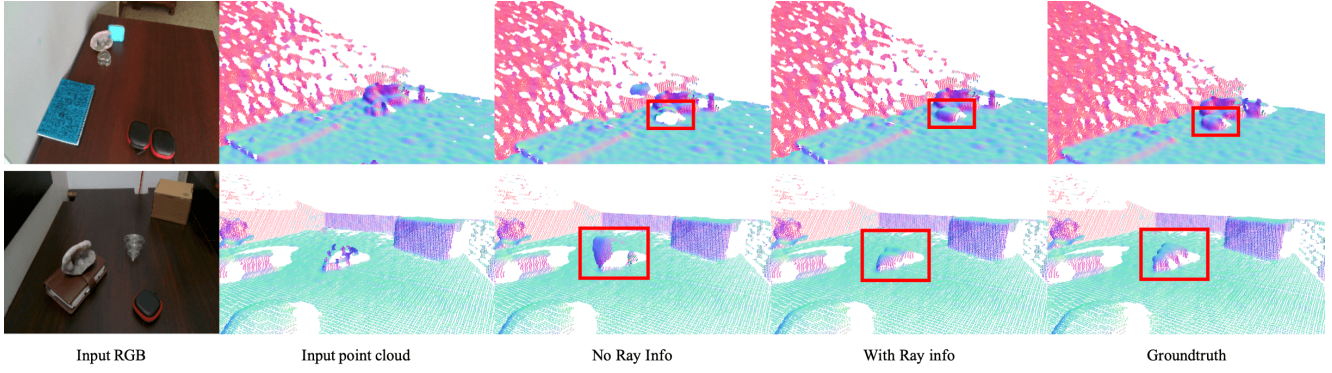 Input RGB
Input point cloud
No Ray Info
With Ray info
Groundtruth